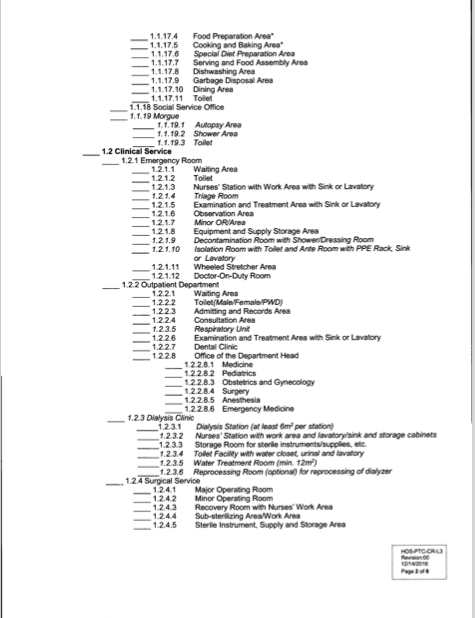 ____ 1.1.17.4 Food Preparation Area*
____ 1.1.17.5 Cooking and Baking Area*
____ 1.1.17.6 Special Diet Preparation Area
____ 1.1.17.7 Serving and Food Assembly Area
____ 1.1.17.8 Dishwashing Area
____ 1.1.17.9 Garbage Disposal Area
____ 1.1.17.10 Dining Area
____ 1.1.17.11 Toilet
____ 1.1.18 Social Service Office
____ 1.1.19 Morgue
____ 1.1.19.1 Autopsy Area
____ 1.1.19.2 Shower Area
____ 1.1.19.3 Toilet
____ 1.2 Clinical Service
____ 1.2.1 Emergency Room
____ 1.2.1.1 Waiting Area
____ 1.2.1.2 Toilet
____ 1.2.1.3 Nurses' Station with Work Area with Sink or Lavatory
____ 1.2.1.4 Triage Room
____ 1.2.1.5 Examination and Treatment Area with Sink or Lavatory
____ 1.2.1.6 Observation Area
____ 1.2.1.7 Minor OR/Area
____ 1.2.1.8 Equipment and Supply Storage Area
____ 1.2.1.9 Decontamination Room with Shower/Dressing Room
____ 1.2.1.10 Isolation Room with Toilet and Ante Room with PPE Rack, Sink
or Lavatory
____ 1.2.1.11 Wheeled Stretcher Area
____ 1.2.1.12 Doctor-On-Duty Room
____ 1.2.2 Outpatient Department
____ 1.2.2.1 Waiting Area
____ 1.2.2.2 Toilet(Male/Female/PWD)
____ 1.2.2.3 Admitting and Records Area
____ 1.2.2.4 Consultation Area
____ 1.2.3.5 Respiratory Unit
____ 1.2.2.6 Examination and Treatment Area with Sink or Lavatory
____ 1.2.2.7 Dental Clinic
____ 1.2.2.8 Office of the Department Head
____ 1.2.2.8.1 Medicine
____ 1.2.2.8.2 Pediatrics
____ 1.2.2.8.3 Obstetrics and Gynecology
____ 1.2.2.8.4 Surgery
____ 1.2.2.8.5 Anesthesia
____ 1.2.2.8.6 Emergency Medicine
____ 1.2.3 Dialysis Clinic
____ 1.2.3.1 Dialysis Station (at least 6m² per station)
____ 1.2.3.2 Nurses' Station with work area and lavatory/sink and storage cabinets
____ 1.2.3.3 Storage Room for sterile instruments/supplies, etc.
____ 1.2.3.4 Toilet Facility with water closet, urinal and lavatory
____ 1.2.3.5 Water Treatment Room (min. 12m²)
____ 1.2.3.6 Reprocessing Room (optional) for reprocessing of dialyzer
____ 1.2.4 Surgical Service
____ 1.2.4.1 Major Operating Room
____ 1.2.4.2 Minor Operating Room
____ 1.2.4.3 Recovery Room with Nurses' Work Area
____ 1.2.4.4 Sub-sterilizing Area/Work Area
____ 1.2.4.5 Sterile Instrument, Supply and Storage Area
HOS-PTC-CR-L3
Revision:00
12/14/2016
Page 2 of 6